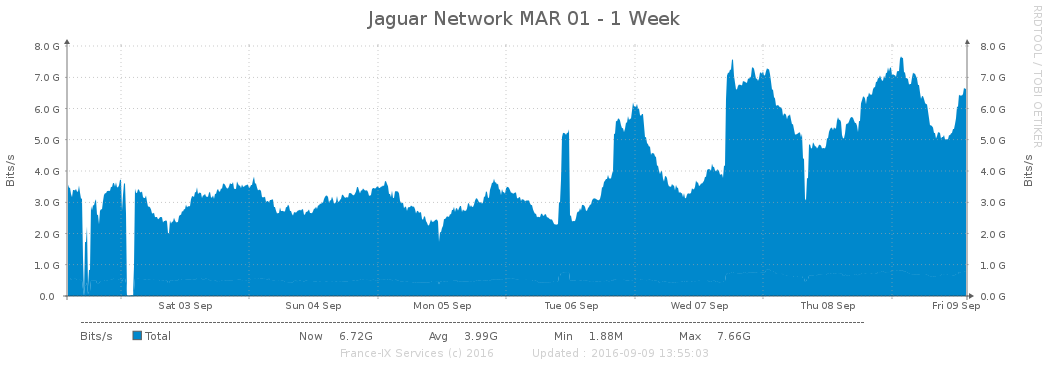 Jaguar Network MAR 01 - 1 Week
RRDTOOL / TOBI OETIKER
8.0 G 8.0 G
7.0 G 7.0 G
6.0 G 6.0 G
5.0 G 5.0 G
4.0 G 4.0 G
3.0 G 3.0 G
2.0 G 2.0 G
1.0 G 1.0 G
0.0 0.0 G
Bits/s
Bits/s
Sat 03 Sep Sun 04 Sep Mon 05 Sep Tue 06 Sep Wed 07 Sep Thu 08 Sep Fri 09 Sep
Bits/s Total Now 6.72G Avg 3.99G Min 1.88M Max 7.66G
France-IX Services (c) 2016 Updated : 2016-09-09 13:55:03